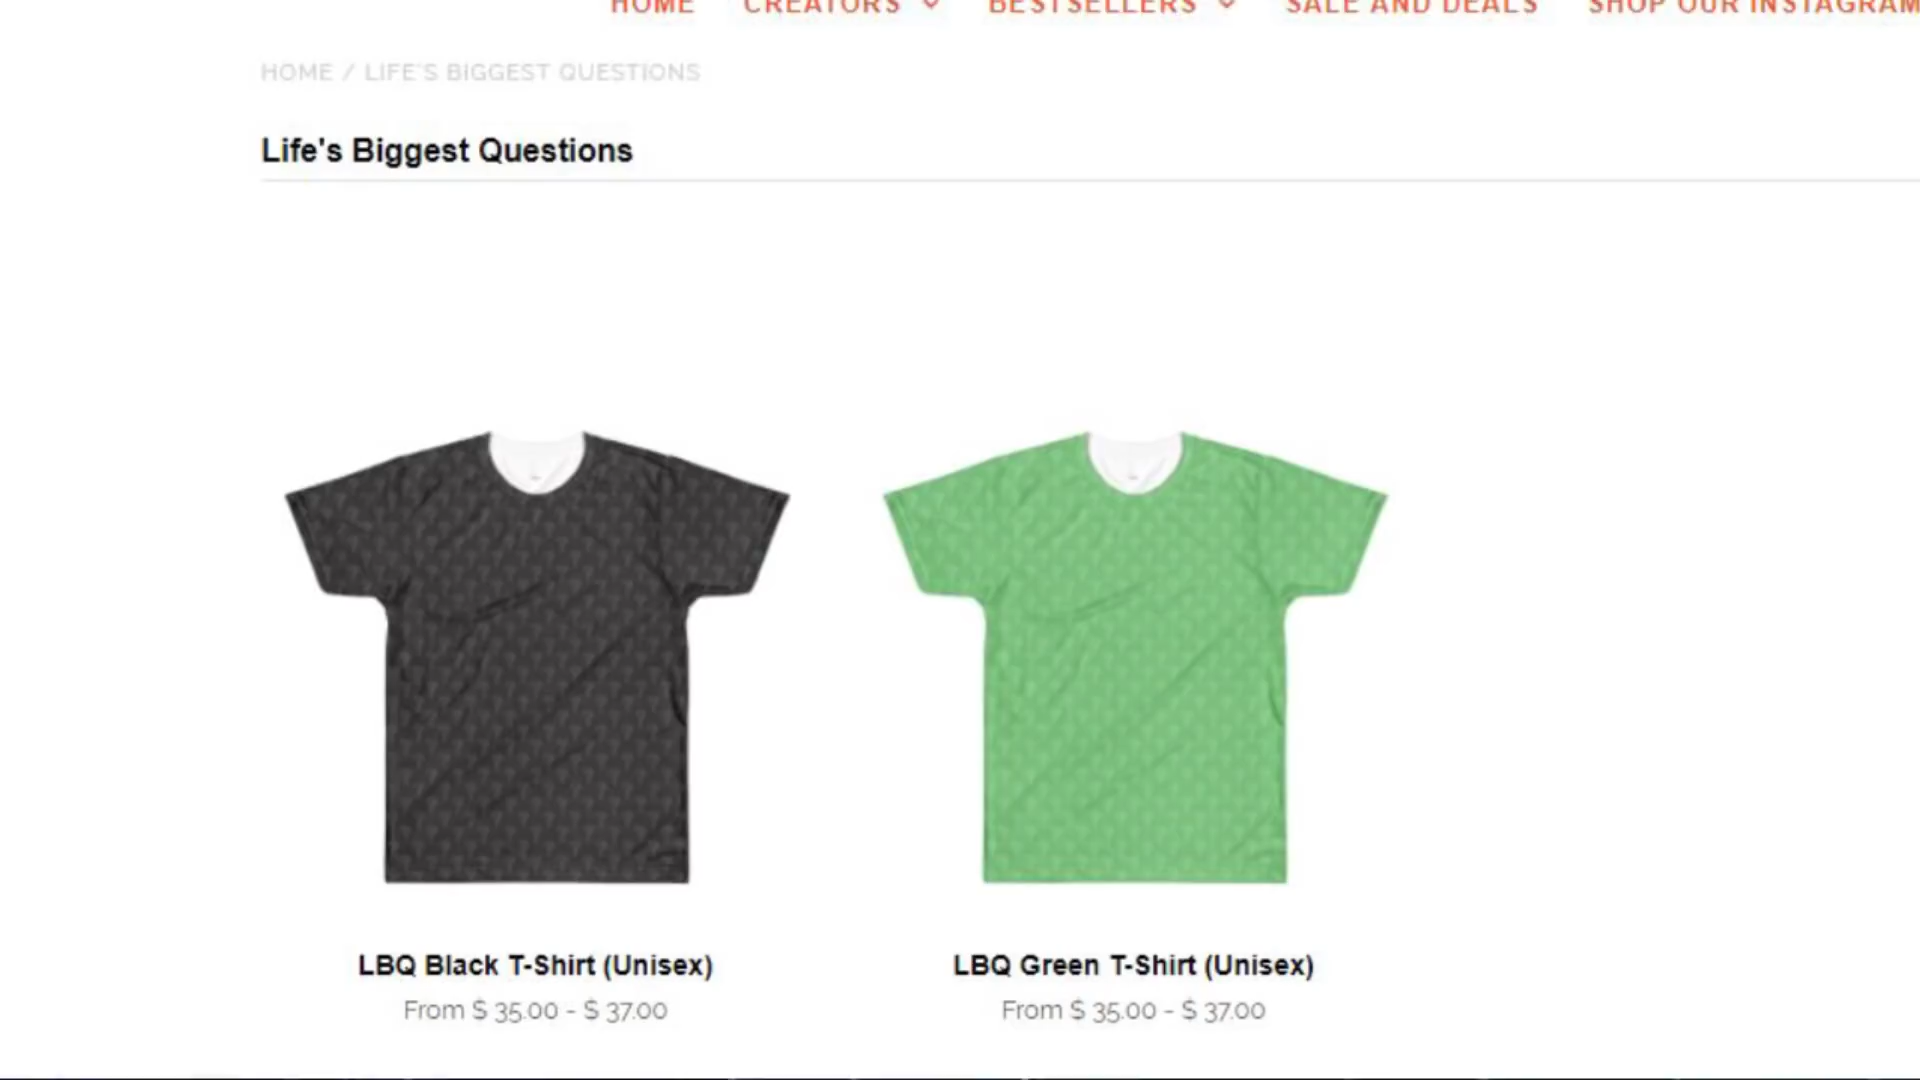 HOME CREATORS BESTSELLERS SALE AND DEALS SHOP OUR INSTAGRAM
HOME / LIFE'S BIGGEST QUESTIONS
Life's Biggest Questions
LBQ Black T-Shirt (Unisex) LBQ Green T-Shirt (Unisex)
From $ 35.00 - $ 37.00 From $ 35.00 - $ 37.00